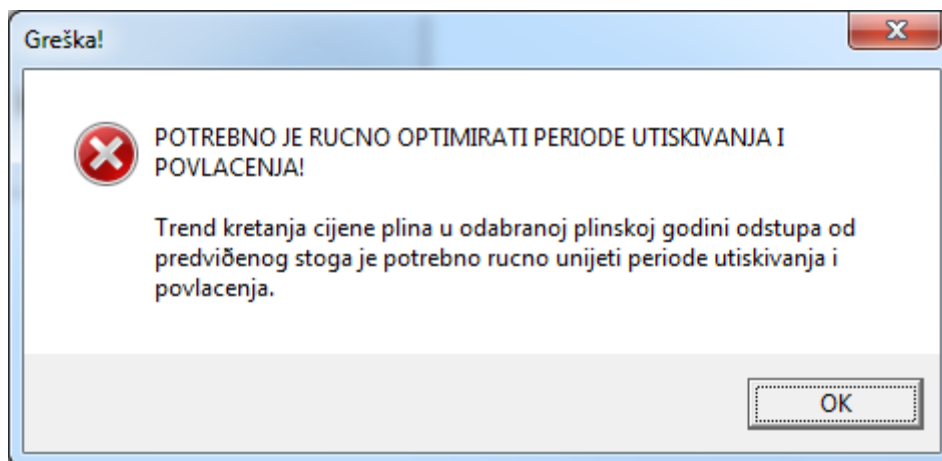 Greška!
POTREBNO JE RUCNO OPTIMIRATI PERIODE UTISKIVANJA I
POVLACENJA!
Trend kretanja cijene plina u odabranoj plinskoj godini odstupa od
predviðenog stoga je potrebno rucno unijeti periode utiskivanja i
povlacenja.
OK